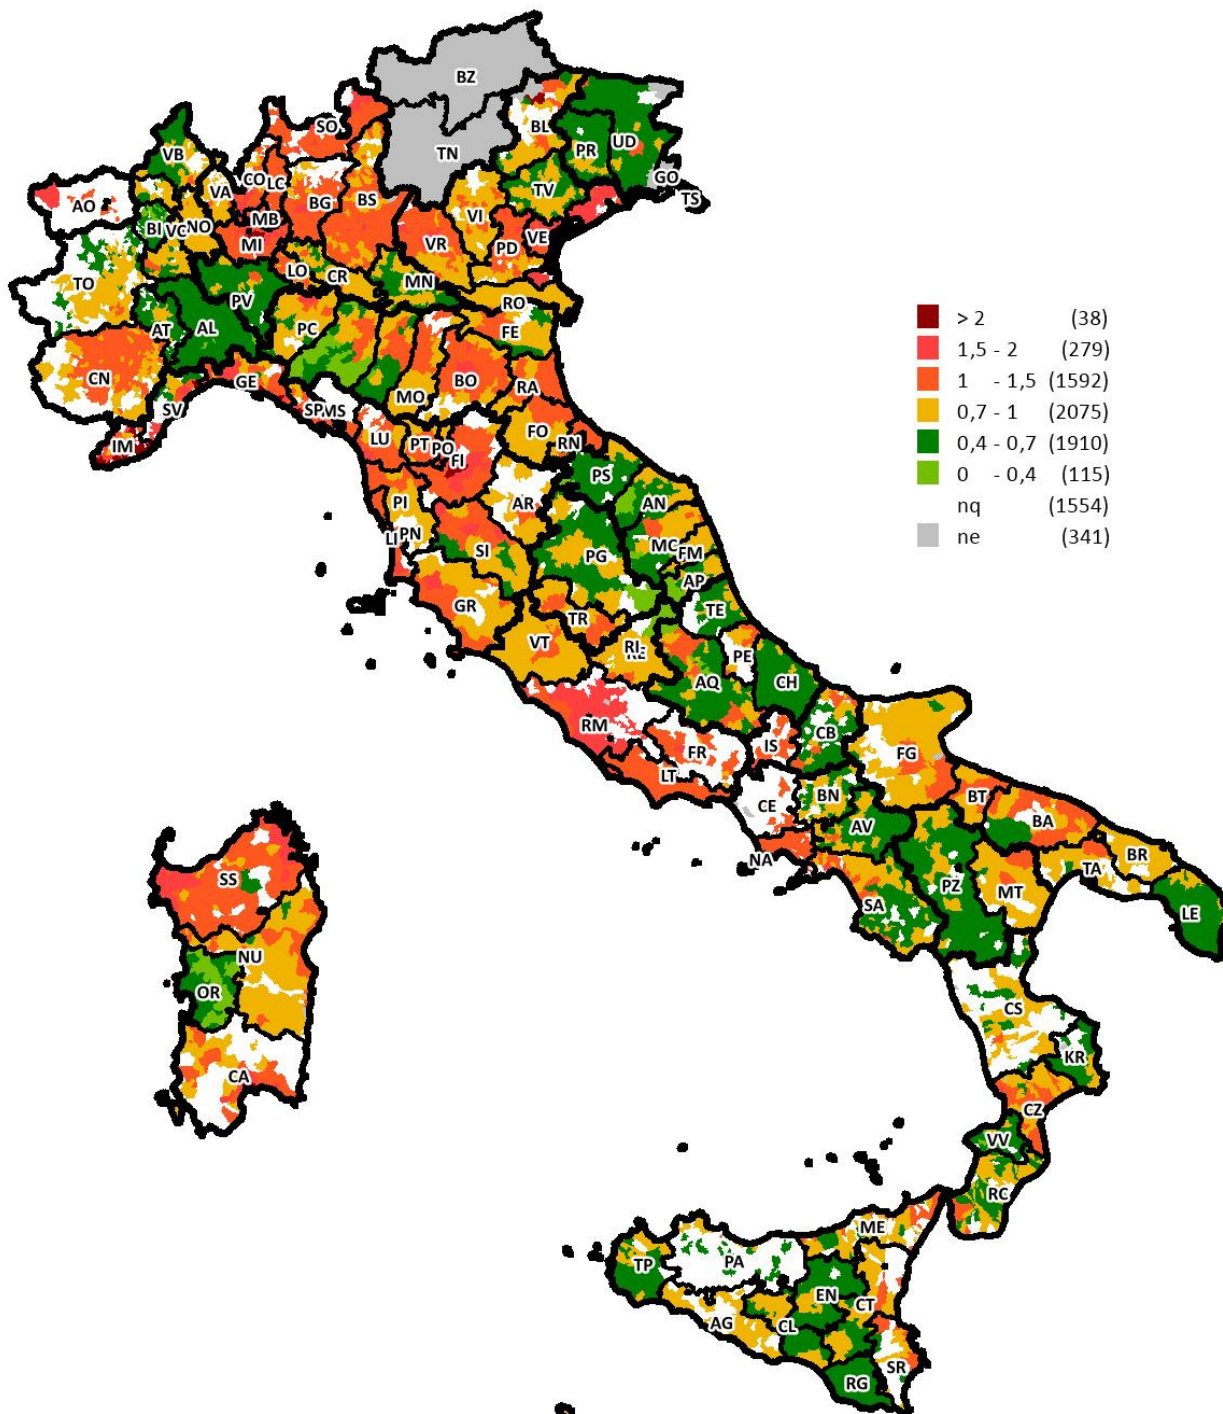 BZ
SO
BL
UD
TN
PR
VB
GO
TV
CO
LC
VA
BG
BS
TS
AO
VI
MB
BI
VC
NO
MI
VR
PD
VE
LO
CR
MN
TO
PV
RO
AT
AL
PC
FE
CN
GE
MO
BO
RA
SV
SP
MS
IM
LU
PT
PO
FI
FO
RN
PS
PI
AR
AN
LI
PN
SI
PG
MC
FM
AP
GR
TR
TE
VT
RI
PE
AQ
CH
RM
FR
IS
CB
FG
LT
CE
BN
BT
BA
AV
NA
BR
TA
SS
SA
PZ
MT
LE
NU
OR
CS
CA
KR
CZ
VV
RC
ME
TP
PA
EN
CT
AG
CL
SR
RG
> 2 (38)
1,5 - 2 (279)
1 - 1,5 (1592)
0,7 - 1 (2075)
0,4 - 0,7 (1910)
0 - 0,4 (115)
nq (1554)
ne (341)